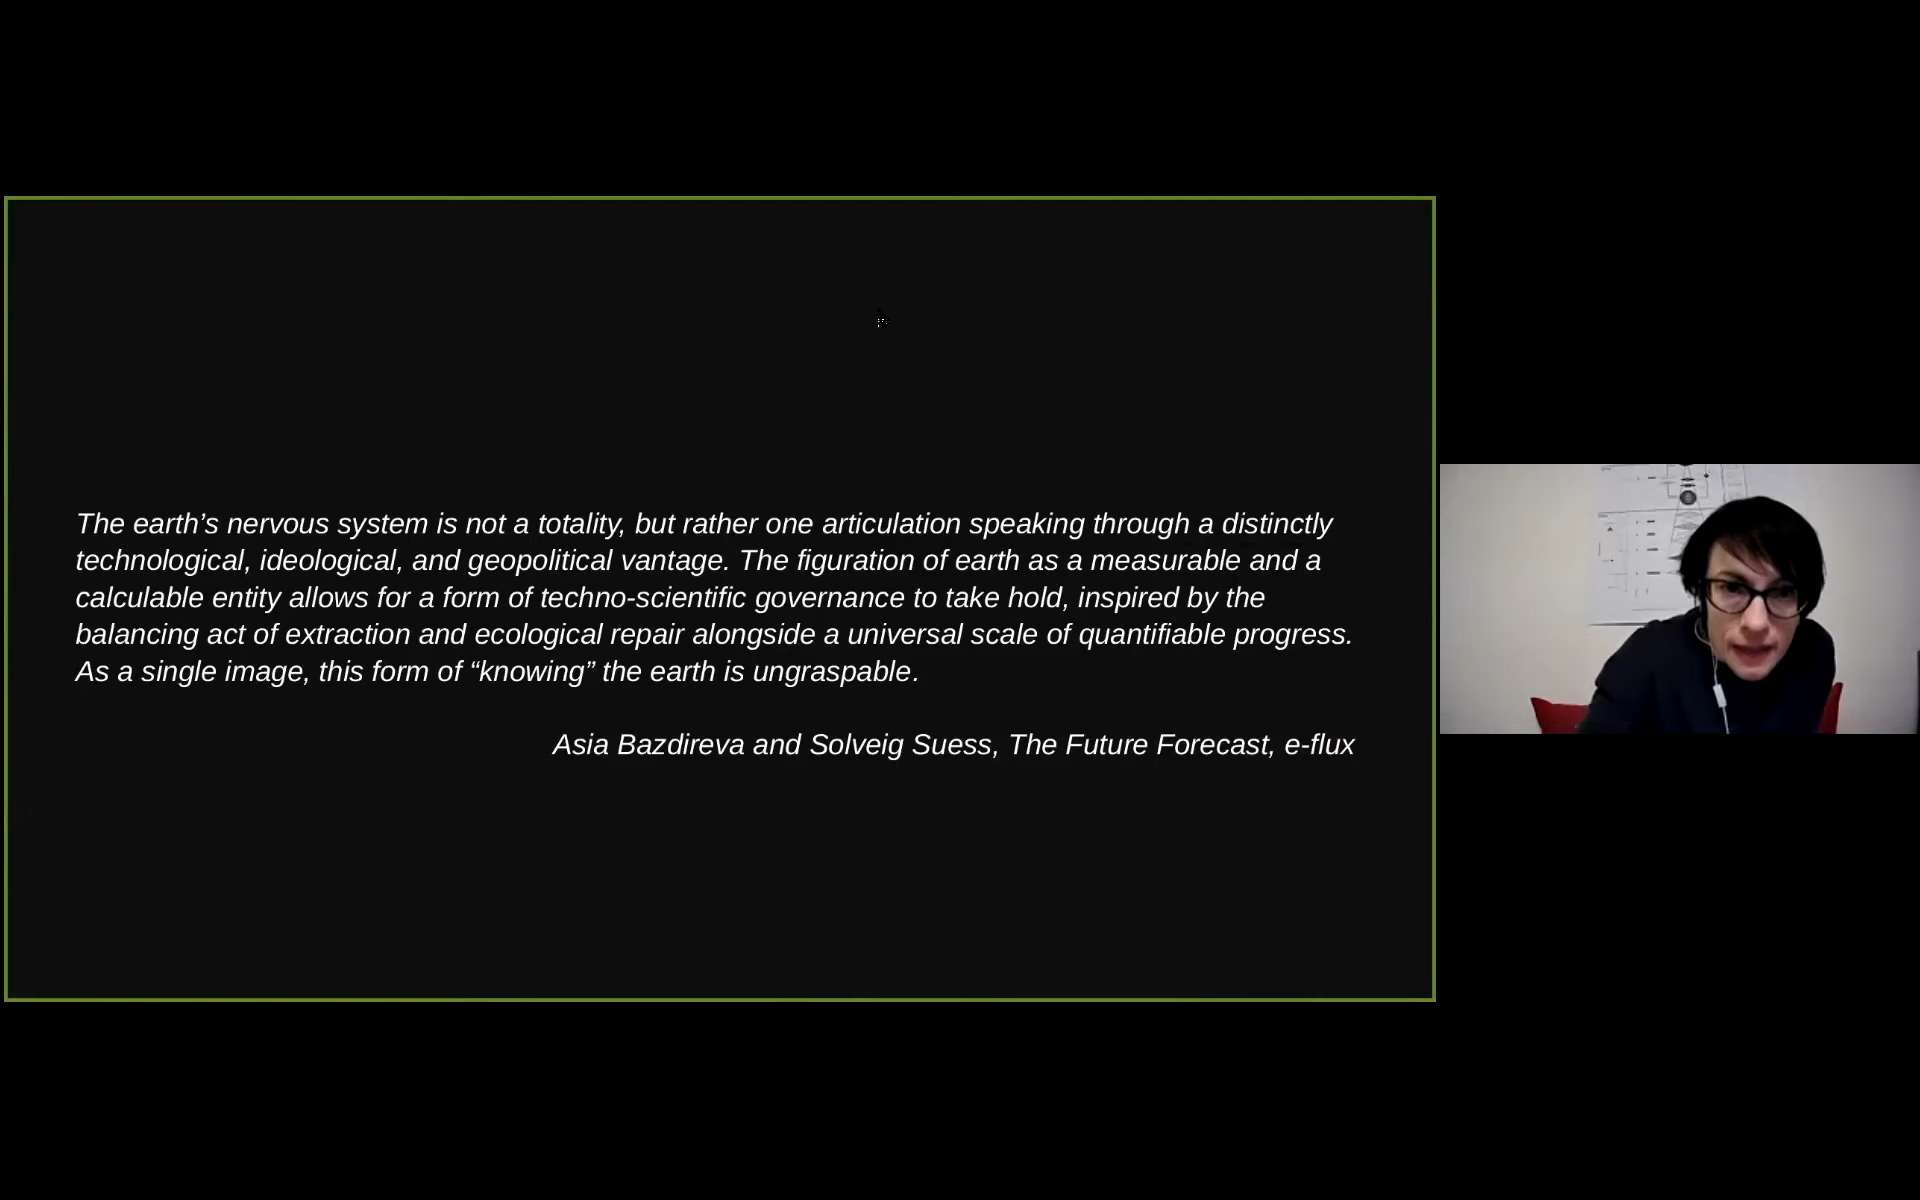 The earth’s nervous system is not a totality, but rather one articulation speaking through a distinctly
technological, ideological, and geopolitical vantage. The figuration of earth as a measurable and a
calculable entity allows for a form of techno-scientific governance to take hold, inspired by the
balancing act of extraction and ecological repair alongside a universal scale of quantifiable progress.
As a single image, this form of “knowing” the earth is ungraspable.
Asia Bazdireva and Solveig Suess, The Future Forecast, e-flux